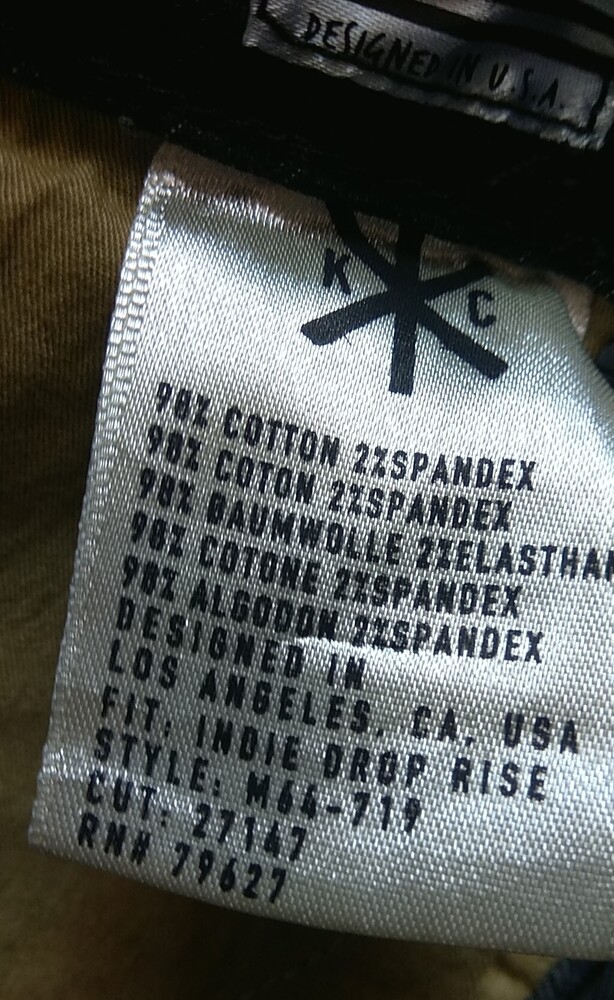 DESIGNED IN U.S.A.
K C
98% COTTON 2%SPANDEX
98% COTON 2%SPANDEX
98% BAUMWOLLE 2%ELASTHAN
98% COTONE 2%SPANDEX
98% ALGODON 2%SPANDEX
DESIGNED IN
LOS ANGELES, CA, USA
FIT: INDIE DROP RISE
STYLE: M64-719
CUT: 27147
RN# 79627